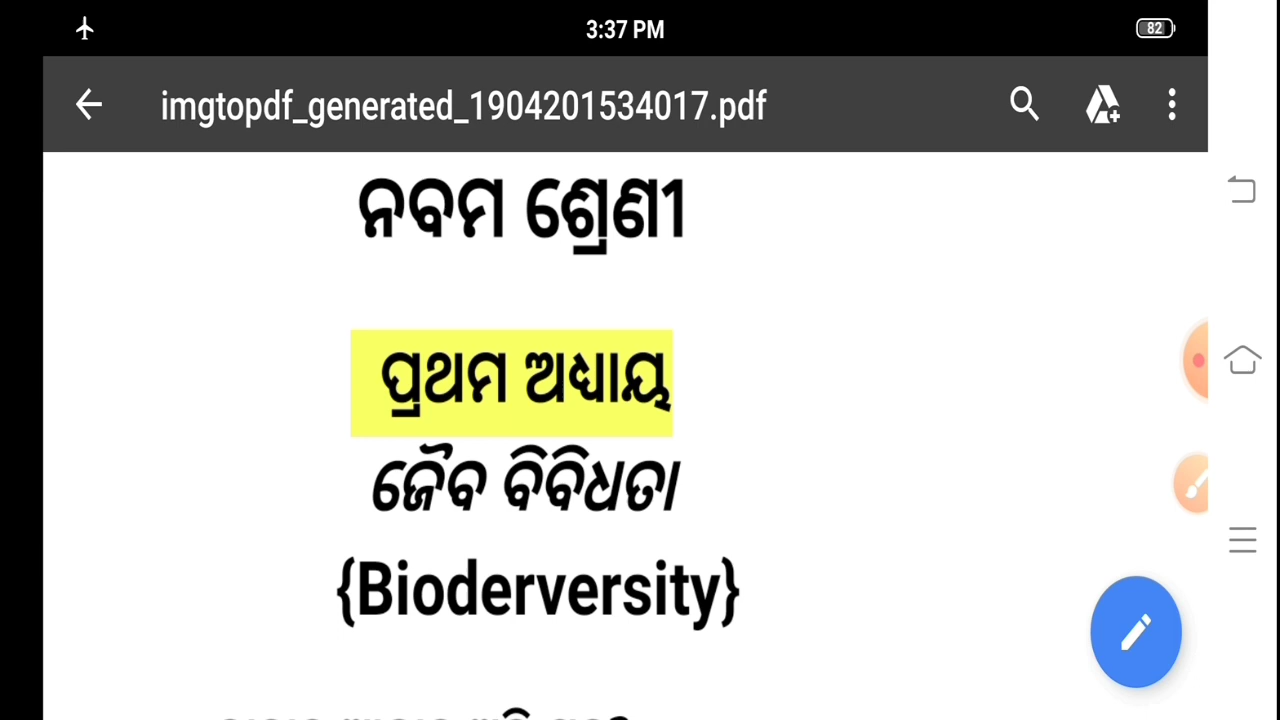 3:37 PM
82
imgtopdf_generated_1904201534017.pdf
ନବମ ଶ୍ରେଣୀ
ପ୍ରଥମ ଅଧ୍ୟାୟ
ଜୈବ ବିବିଧତା
{Bioderversity}